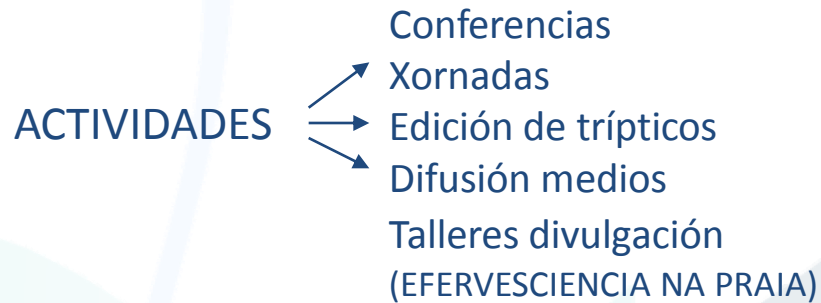 Conferencias
Xornadas
ACTIVIDADES
Edición de trípticos
Difusión medios
Talleres divulgación
(EFERVESCIENCIA NA PRAIA)